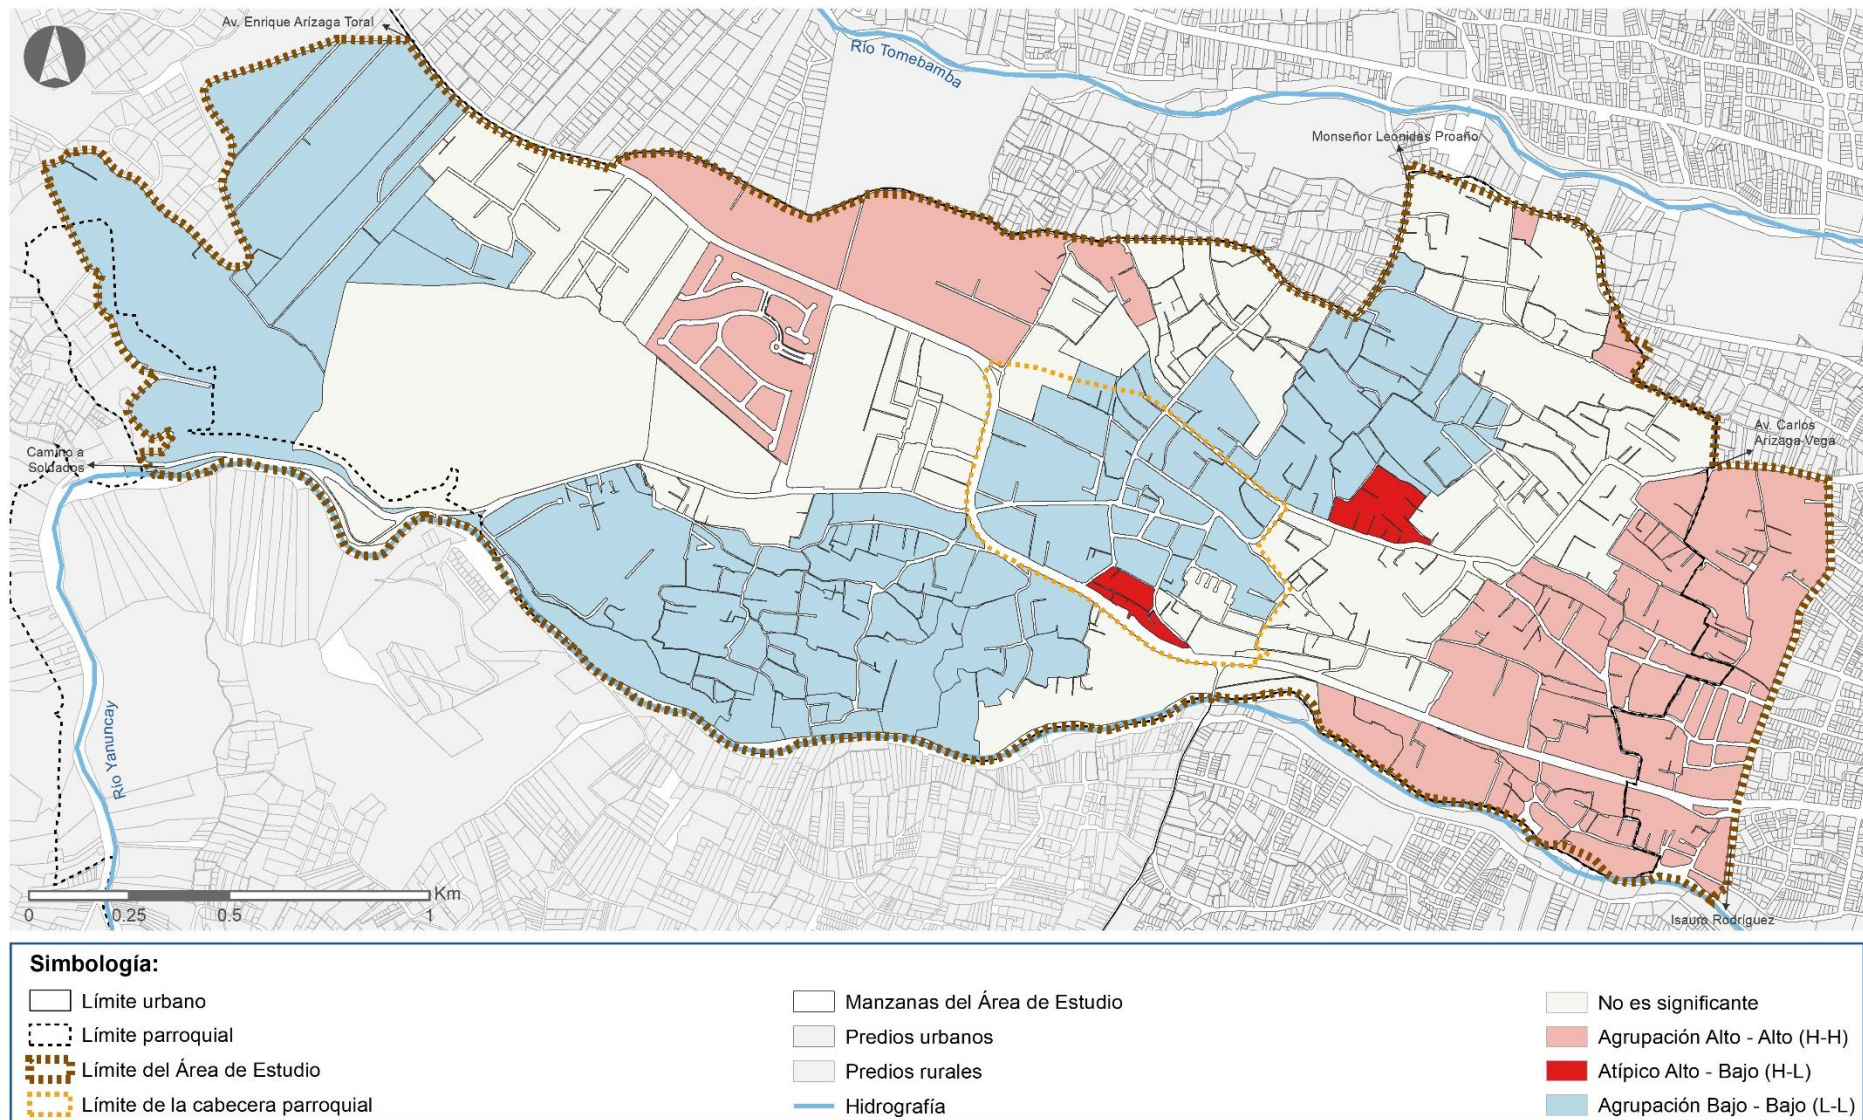 Av. Enrique Arízaga Toral
Río Tomebamba
Monseñor Leonidas Proaño
Av. Carlos
Arizaga Vega
Camino a
Soldados
Río Yanuncay
Km
0
0.25
0.5
1
Isauro Rodríguez
Simbología:
Límite urbano
Límite parroquial
Límite del Área de Estudio
Límite de la cabecera parroquial
Manzanas del Área de Estudio
Predios urbanos
Predios rurales
Hidrografía
No es significante
Agrupación Alto - Alto (H-H)
Atípico Alto - Bajo (H-L)
Agrupación Bajo - Bajo (L-L)